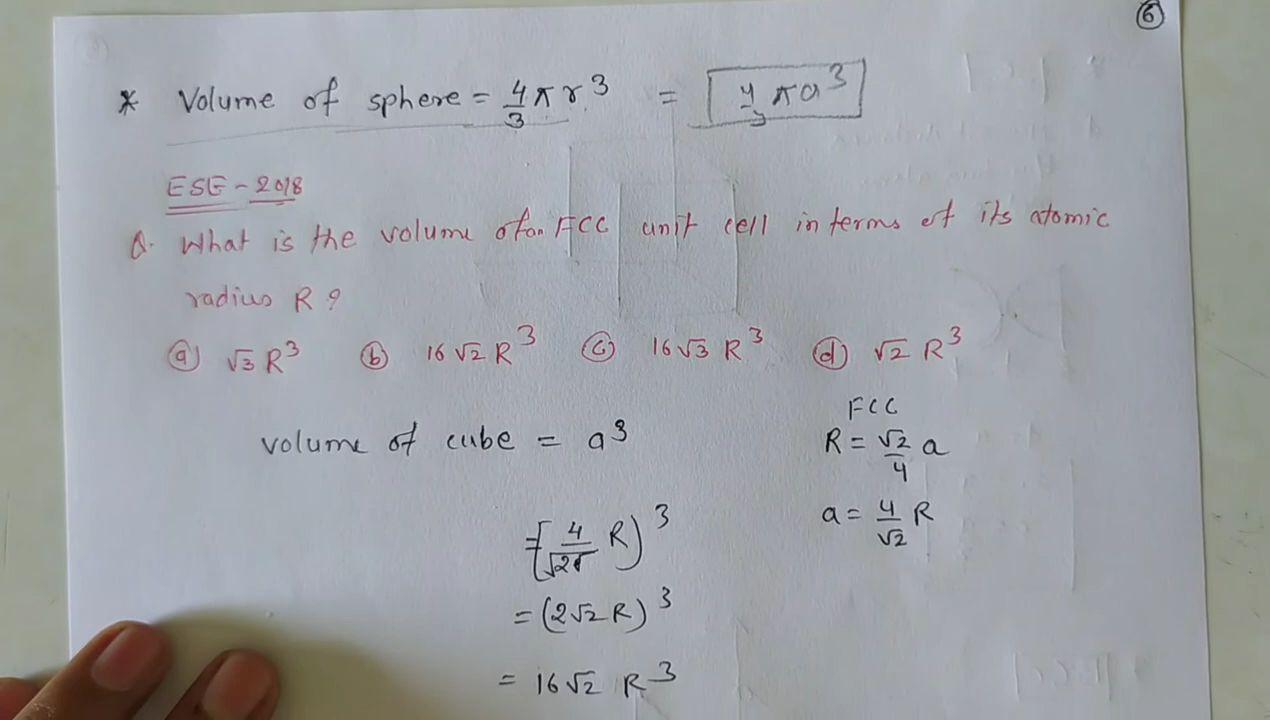 6
* Volume of sphere = 4/3 π r³ = 4/3 π a³
ESE - 2018
Q. What is the volume of an FCC unit cell in terms of its atomic
radius R?
(a) √3 R³ (b) 16√2 R³ (c) 16√3 R³ (d) √2 R³
FCC
volume of cube = a³ R = √2/4 a
a = 4/√2 R
= (4/√2 R)³
= (2√2 R)³
= 16√2 R³